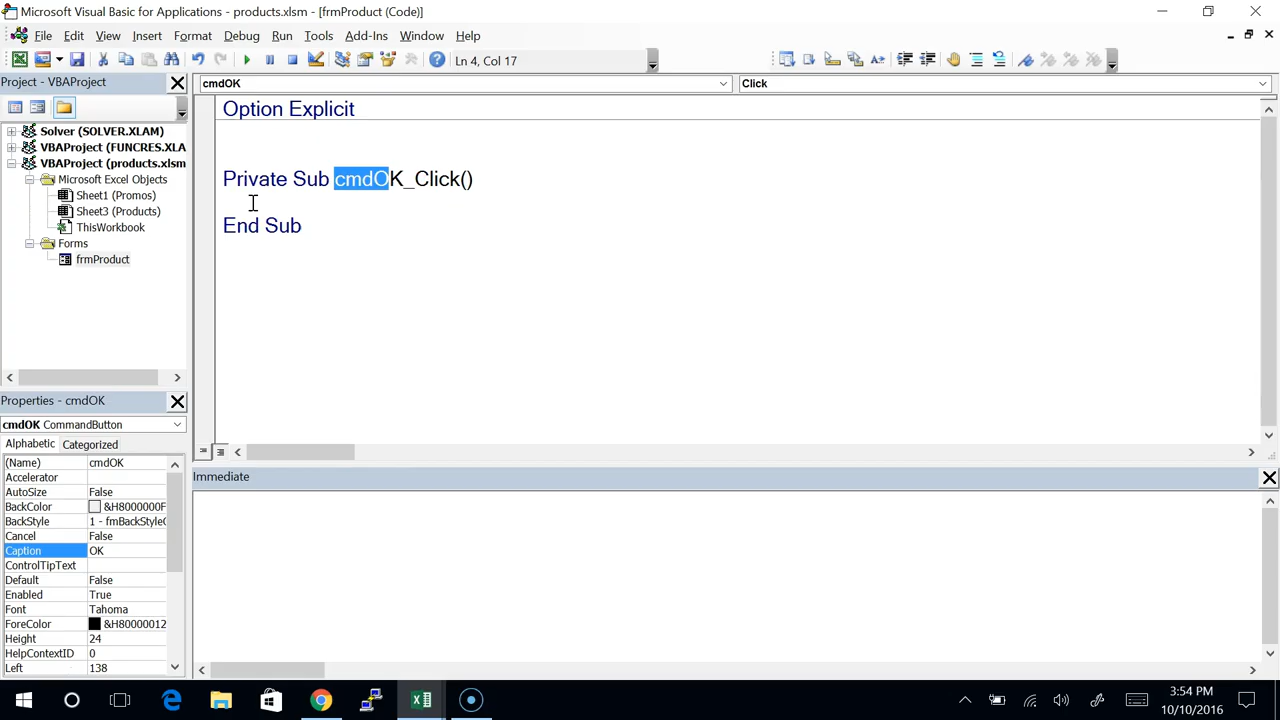 Microsoft Visual Basic for Applications - products.xlsm - [frmProduct (Code)]
File Edit View Insert Format Debug Run Tools Add-Ins Window Help
Ln 4, Col 17
Project - VBAProject
cmdOK
Click
Solver (SOLVER.XLAM)
VBAProject (FUNCRES.XLA
VBAProject (products.xlsm
Microsoft Excel Objects
Sheet1 (Promos)
Sheet3 (Products)
ThisWorkbook
Forms
frmProduct
Option Explicit
Private Sub cmdOK_Click()
End Sub
Properties - cmdOK
cmdOK CommandButton
Alphabetic Categorized
(Name) cmdOK
Accelerator
AutoSize False
BackColor &H8000000F
BackStyle 1 - fmBackStyleO
Cancel False
Caption OK
ControlTipText
Default False
Enabled True
Font Tahoma
ForeColor &H80000012
Height 24
HelpContextID 0
Left 138
Immediate
3:54 PM
10/10/2016